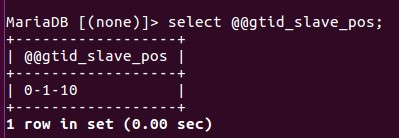 MariaDB [(none)]> select @@gtid_slave_pos;
+------------------+
| @@gtid_slave_pos |
+------------------+
| 0-1-10           |
+------------------+
1 row in set (0.00 sec)